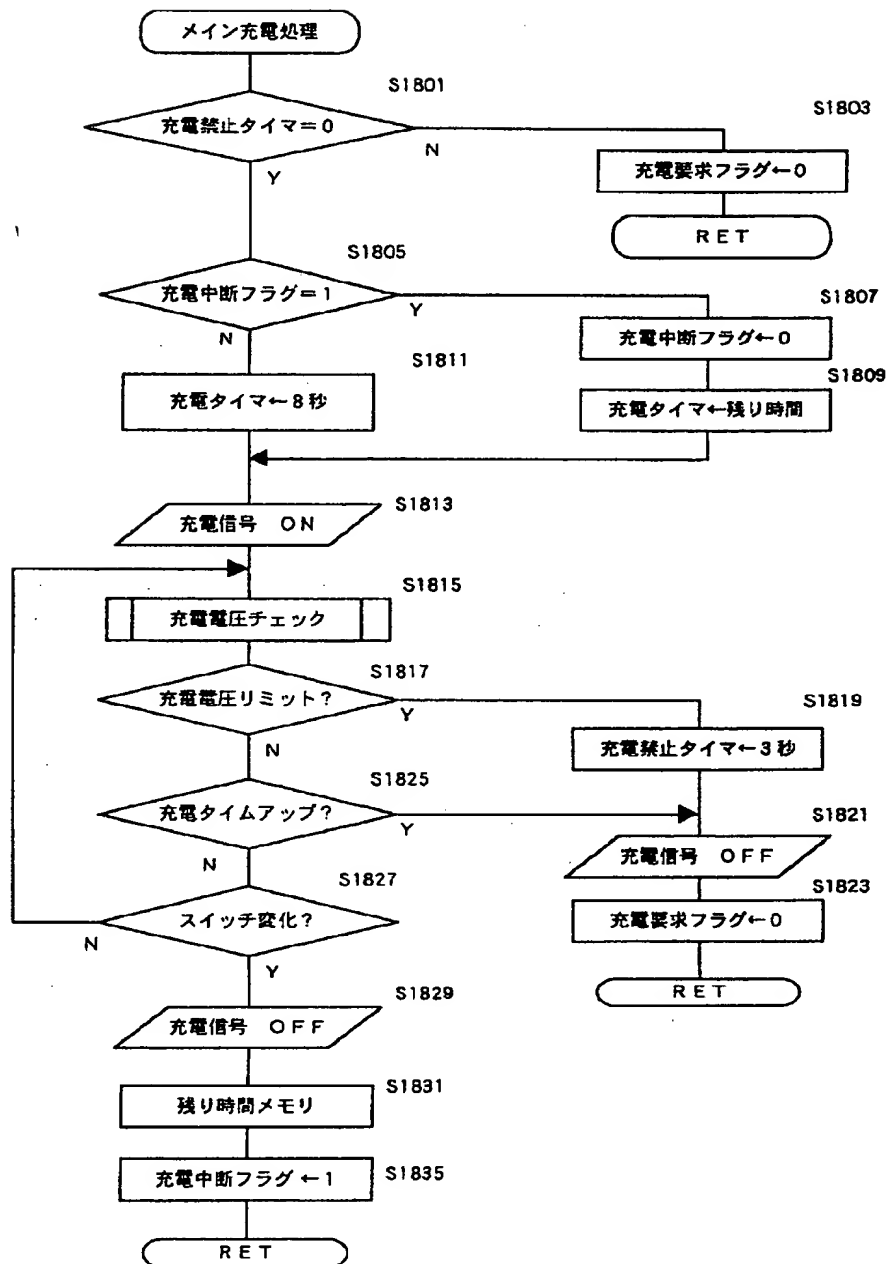 メイン充電処理
S1801
充電禁止タイマ=0
N
Y
S1803
充電要求フラグ←0
RET
S1805
充電中断フラグ=1
Y
N
S1807
充電中断フラグ←0
S1809
充電タイマ←残り時間
S1811
充電タイマ←8秒
S1813
充電信号 ON
S1815
充電電圧チェック
S1817
充電電圧リミット?
Y
N
S1819
充電禁止タイマ←3秒
S1825
充電タイムアップ?
Y
N
S1821
充電信号 OFF
S1823
充電要求フラグ←0
RET
S1827
スイッチ変化?
N
Y
S1829
充電信号 OFF
S1831
残り時間メモリ
S1835
充電中断フラグ←1
RET